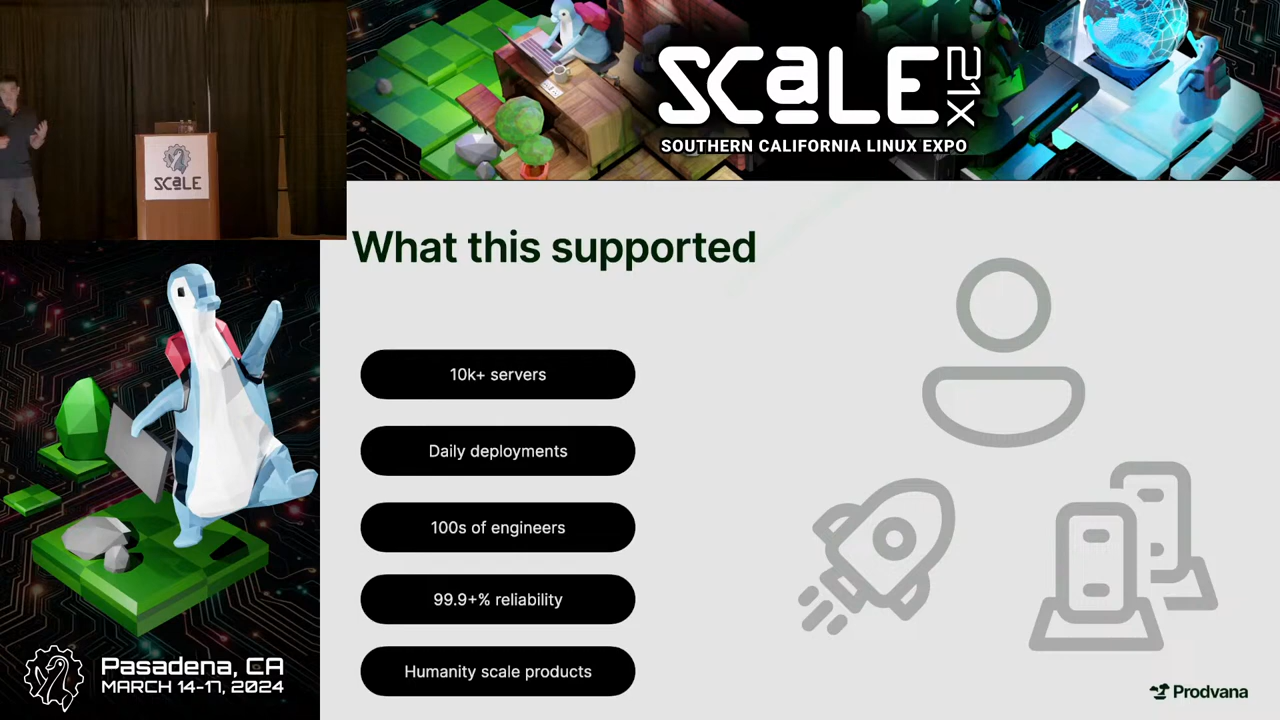 SCALE
21x
SOUTHERN CALIFORNIA LINUX EXPO
SCALE
What this supported
10k+ servers
Daily deployments
100s of engineers
99.9+% reliability
Humanity scale products
Pasadena, CA
MARCH 14-17, 2024
Prodvana